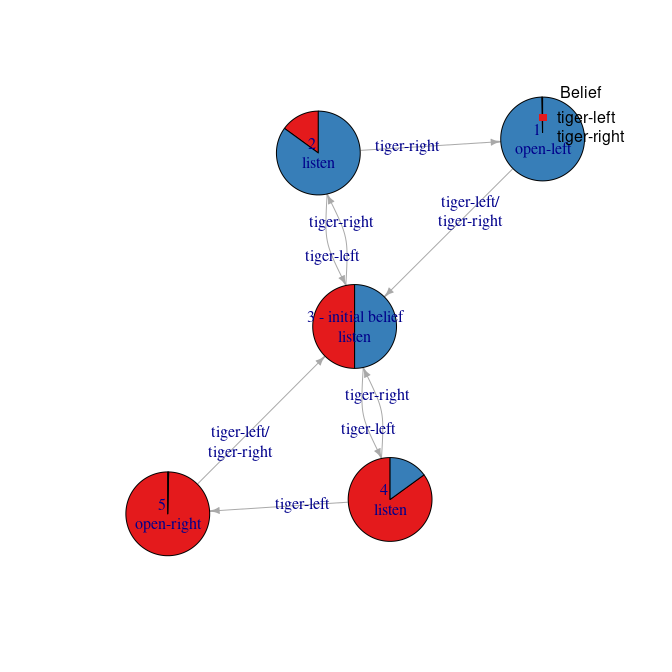 Belief
tiger-left
tiger-right
1
open-left
2
listen
tiger-right
tiger-left/
tiger-right
tiger-right
tiger-left
3 - initial belief
listen
tiger-right
tiger-left
tiger-left/
tiger-right
4
listen
tiger-left
5
open-right